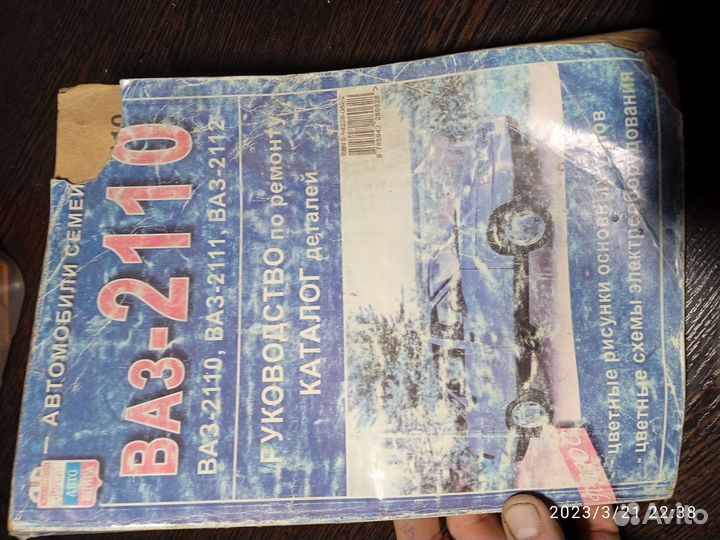 АВТОМОБИЛИ СЕМЕЙ
ВАЗ-2110
ВАЗ-2110, ВАЗ-2111, ВАЗ-2112
РУКОВОДСТВО по ремонту
КАТАЛОГ деталей
- цветные рисунки основных
- цветные схемы электрооборудования
2023/3/21 22:38
Avito